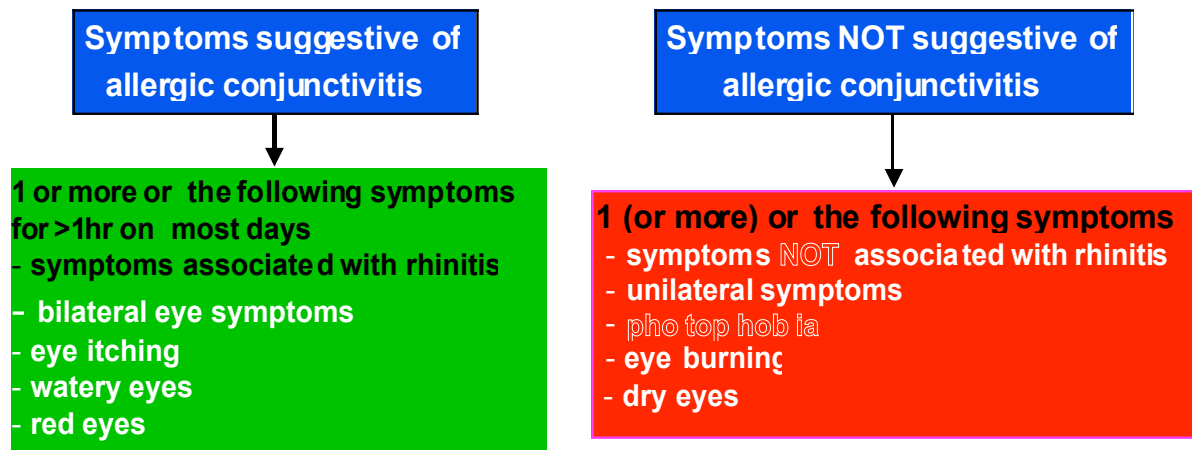 Symptoms suggestive of
allergic conjunctivitis
1 or more or the following symptoms
for >1hr on most days
- symptoms associated with rhinitis
- bilateral eye symptoms
- eye itching
- watery eyes
- red eyes
Symptoms NOT suggestive of
allergic conjunctivitis
1 (or more) or the following symptoms
- symptoms NOT associated with rhinitis
- unilateral symptoms
- pho top hob ia
- eye burning
- dry eyes